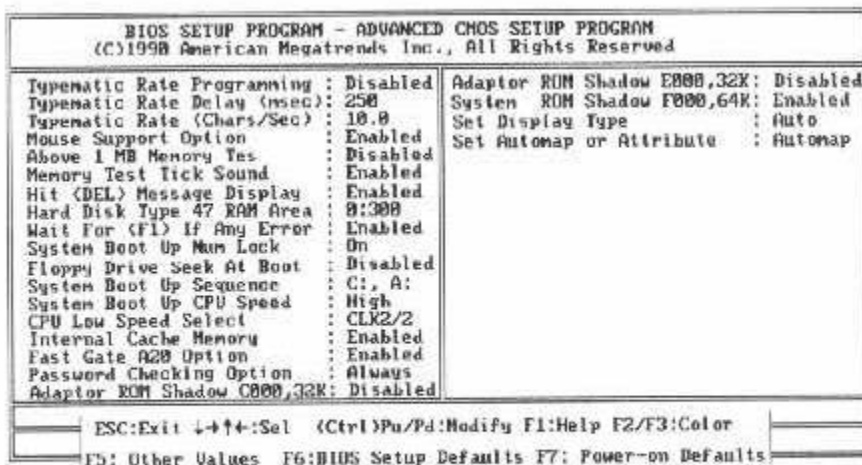 BIOS SETUP PROGRAM - ADVANCED CMOS SETUP PROGRAM
(C)1990 American Megatrends Inc., All Rights Reserved
Typematic Rate Programming : Disabled
Typematic Rate Delay (msec): 250
Typematic Rate (Chars/Sec) : 10.0
Mouse Support Option : Enabled
Above 1 MB Memory Tes : Disabled
Memory Test Tick Sound : Enabled
Hit <DEL> Message Display : Enabled
Hard Disk Type 47 RAM Area : 0:300
Wait For <F1> If Any Error : Enabled
System Boot Up Num Lock : On
Floppy Drive Seek At Boot : Disabled
System Boot Up Sequence : C:, A:
System Boot Up CPU Speed : High
CPU Low Speed Select : CLK2/2
Internal Cache Memory : Enabled
Fast Gate A20 Option : Enabled
Password Checking Option : Always
Adaptor ROM Shadow C000,32K: Disabled
Adaptor ROM Shadow E000,32K: Disabled
System ROM Shadow F000,64K: Enabled
Set Display Type : Auto
Set Automap or Attribute : Automap
ESC:Exit ↓→↑←:Sel (Ctrl)Pu/Pd:Modify F1:Help F2/F3:Color
F5: Other Values F6:BIOS Setup Defaults F7: Power-on Defaults